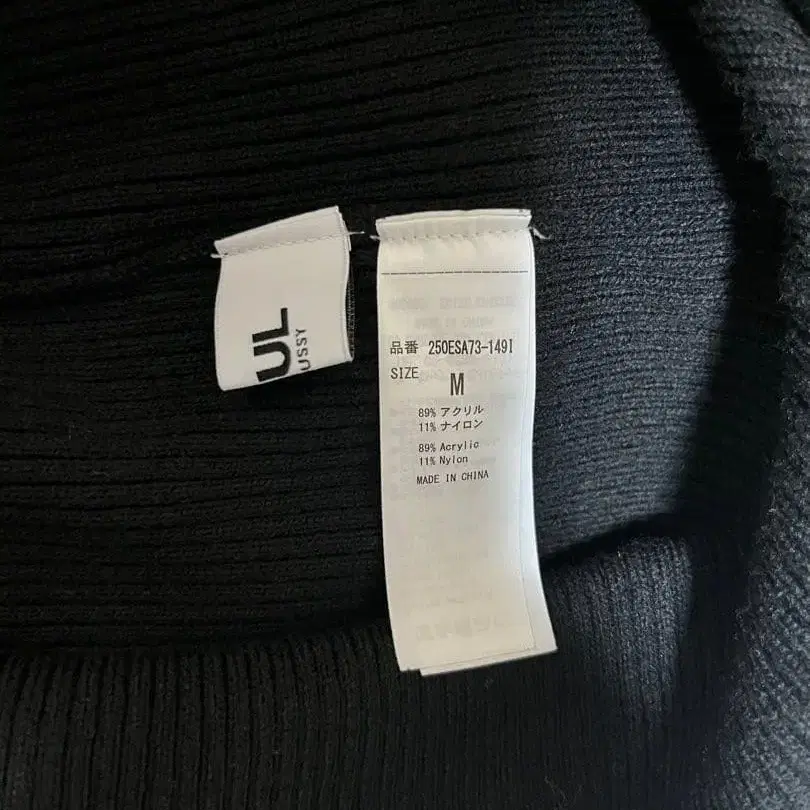 UL
USSY
品番 250ESA73-149I
SIZE M
89% アクリル
11% ナイロン
89% Acrylic
11% Nylon
MADE IN CHINA